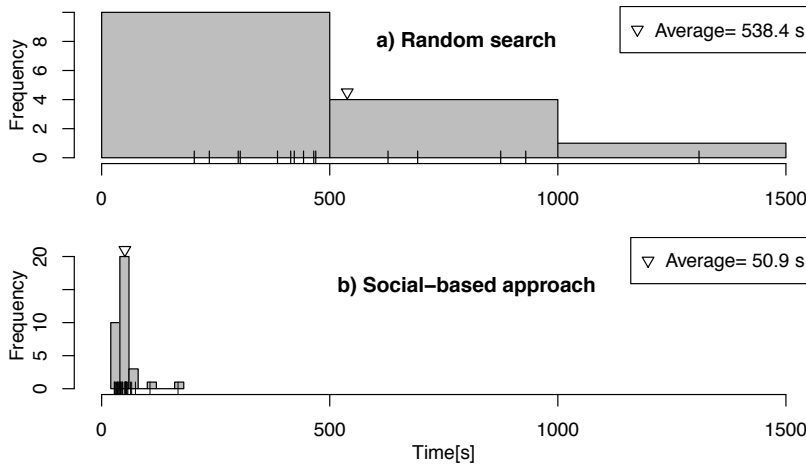 a) Random search
▽ Average= 538.4 s
Frequency
10
8
6
4
2
0
0 500 1000 1500
b) Social−based approach
▽ Average= 50.9 s
Frequency
20
15
10
5
0
0 500 1000 1500
Time[s]